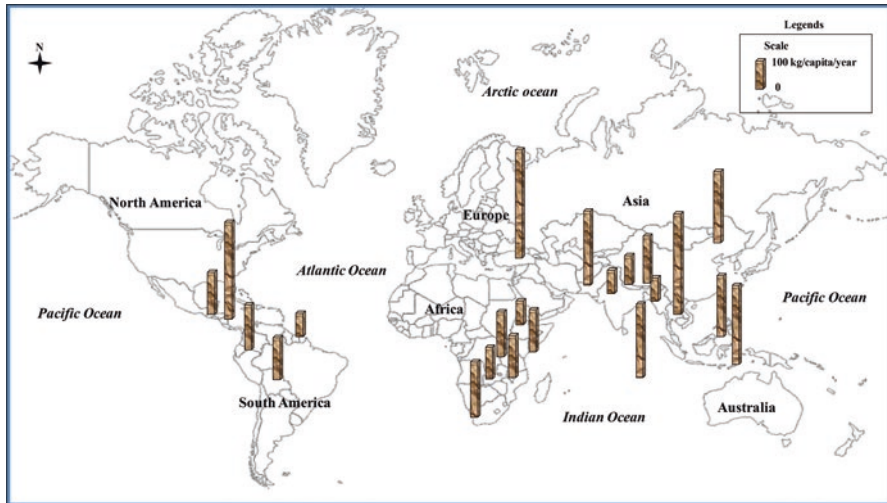 Legends
Scale
100 kg/capita/year
0
N
Arctic ocean
North America
Europe
Asia
Atlantic Ocean
Pacific Ocean
Africa
Pacific Ocean
South America
Indian Ocean
Australia